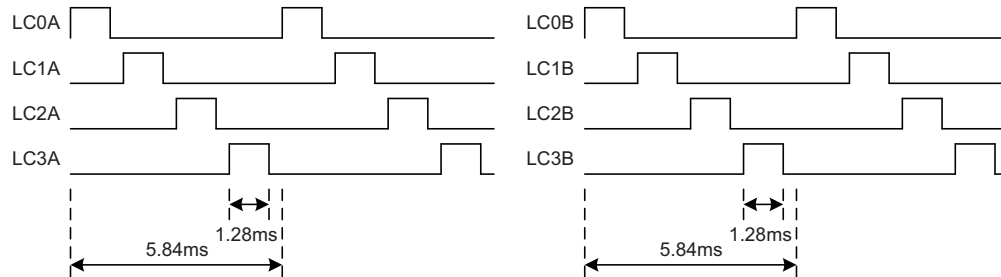 LC0A
LC1A
LC2A
LC3A
1.28ms
5.84ms
LC0B
LC1B
LC2B
LC3B
1.28ms
5.84ms